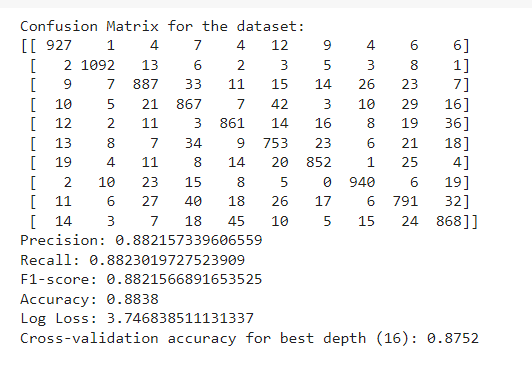 Confusion Matrix for the dataset:
[[ 927    1    4    7    4   12    9    4    6    6]
 [   2 1092   13    6    2    3    5    3    8    1]
 [   9    7  887   33   11   15   14   26   23    7]
 [  10    5   21  867    7   42    3   10   29   16]
 [  12    2   11    3  861   14   16    8   19   36]
 [  13    8    7   34    9  753   23    6   21   18]
 [  19    4   11    8   14   20  852    1   25    4]
 [   2   10   23   15    8    5    0  940    6   19]
 [  11    6   27   40   18   26   17    6  791   32]
 [  14    3    7   18   45   10    5   15   24  868]]
Precision: 0.882157339606559
Recall: 0.8823019727523909
F1-score: 0.8821566891653525
Accuracy: 0.8838
Log Loss: 3.746838511131337
Cross-validation accuracy for best depth (16): 0.8752